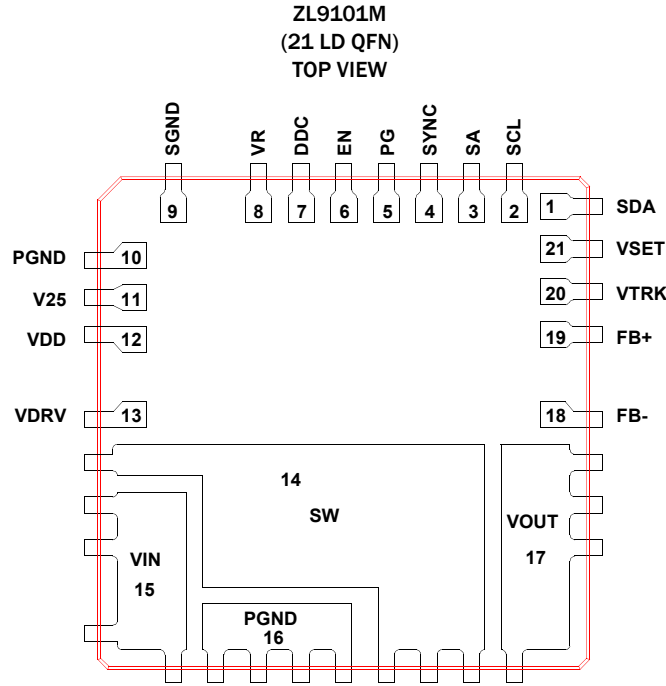 ZL9101M
(21 LD QFN)
TOP VIEW
SGND
VR
DDC
EN
PG
SYNC
SA
SCL
9
8
7
6
5
4
3
2
1
SDA
21
VSET
20
VTRK
19
FB+
18
FB-
PGND
10
V25
11
VDD
12
VDRV
13
14
SW
VIN
15
PGND
16
VOUT
17